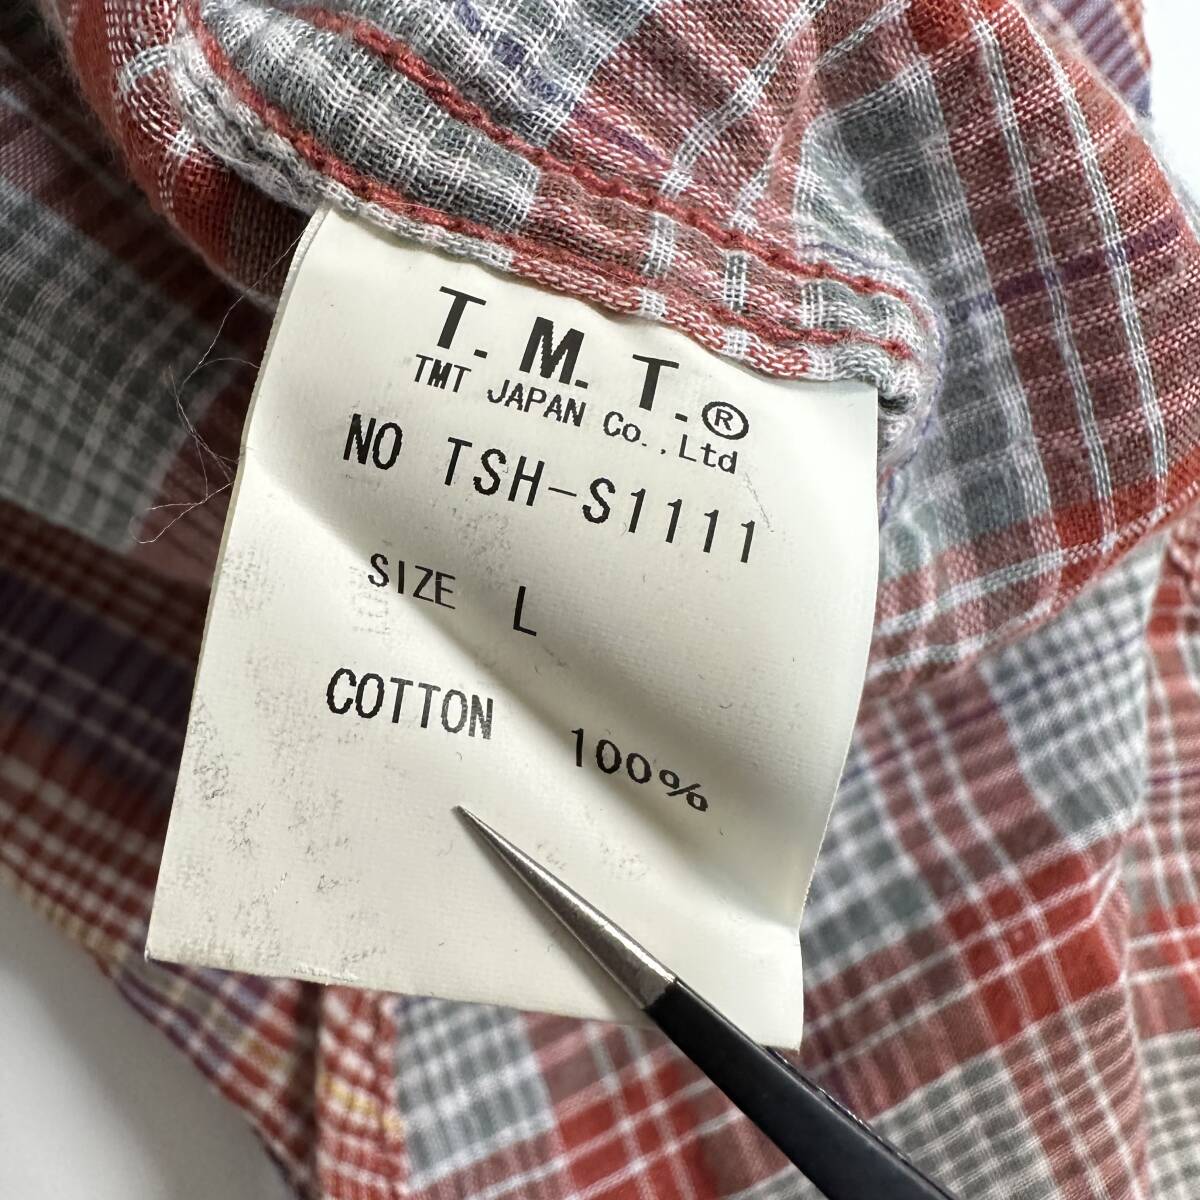 T.M.T.®
TMT JAPAN Co.,Ltd
NO TSH-S1111
SIZE L
COTTON 100%